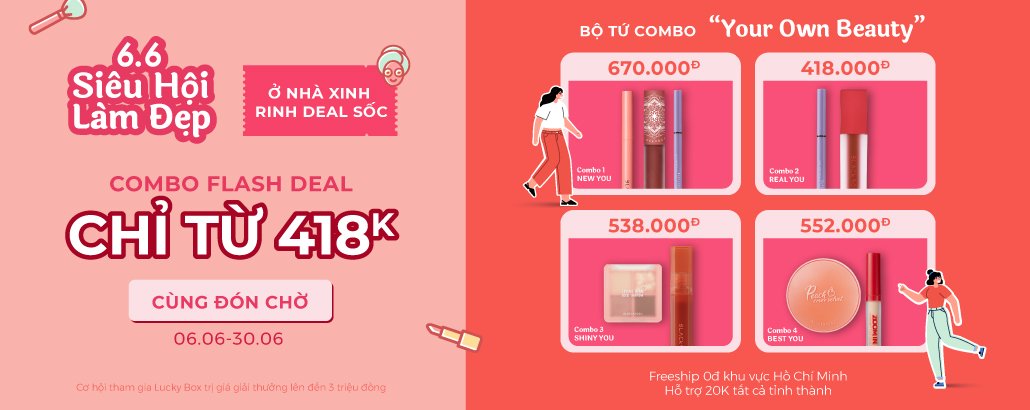 6.6
Siêu Hội
Làm Đẹp
Ở NHÀ XINH
RINH DEAL SỐC
COMBO FLASH DEAL
CHỈ TỪ 418K
CÙNG ĐÓN CHỜ
06.06-30.06
Cơ hội tham gia Lucky Box trị giá giải thưởng lên đến 3 triệu đồng
BỘ TỨ COMBO “Your Own Beauty”
670.000Đ
Combo 1
NEW YOU
418.000Đ
Combo 2
REAL YOU
538.000Đ
Combo 3
SHINY YOU
552.000Đ
Peach
Combo 4
BEST YOU
Freeship 0đ khu vực Hồ Chí Minh
Hỗ trợ 20K tất cả tỉnh thành